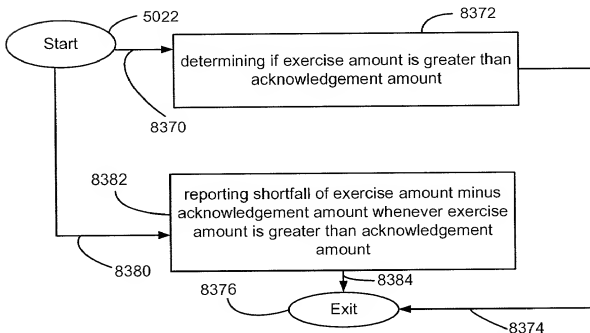 5022
8372
Start
determining if exercise amount is greater than
acknowledgement amount
8370
8382
reporting shortfall of exercise amount minus
acknowledgement amount whenever exercise
amount is greater than acknowledgement
amount
8380
8384
8376
Exit
8374